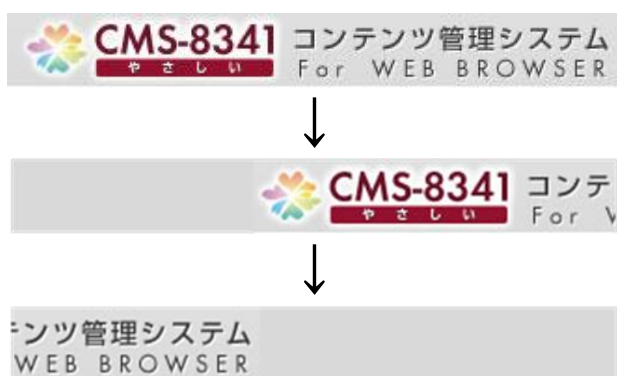 CMS-8341
やさしい
コンテンツ管理システム
For WEB BROWSER
CMS-8341
やさしい
コンテ
For
ンツ管理システム
WEB BROWSER